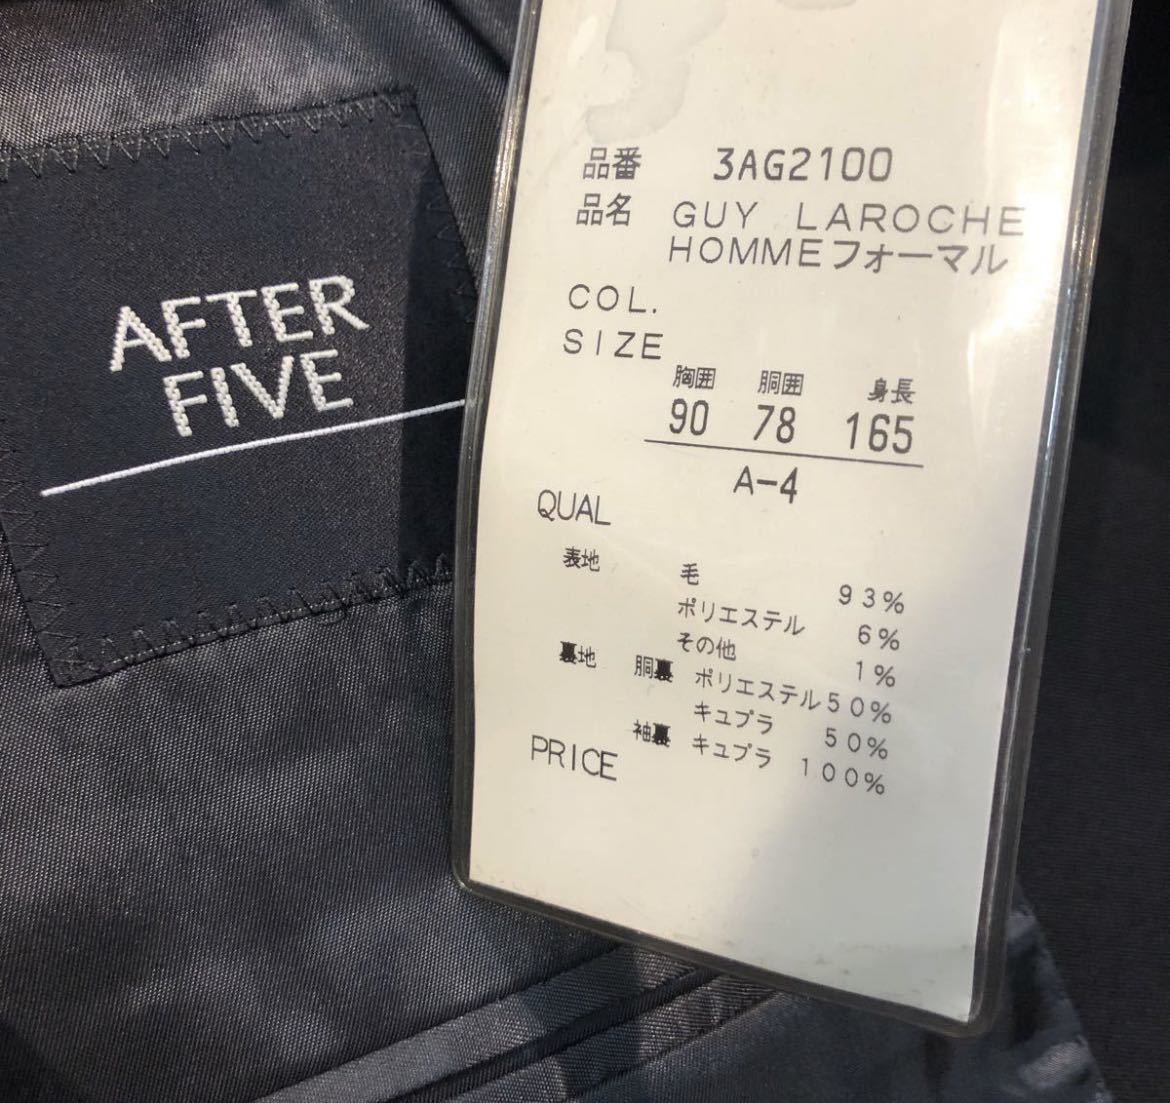 AFTER
FIVE
品番 3AG2100
品名 GUY LAROCHE
HOMMEフォーマル
COL.
SIZE
胸囲 胴囲 身長
90 78 165
A-4
QUAL
表地 毛 93%
ポリエステル 6%
その他 1%
裏地 胴裏 ポリエステル 50%
キュプラ 50%
袖裏 キュプラ 100%
PRICE